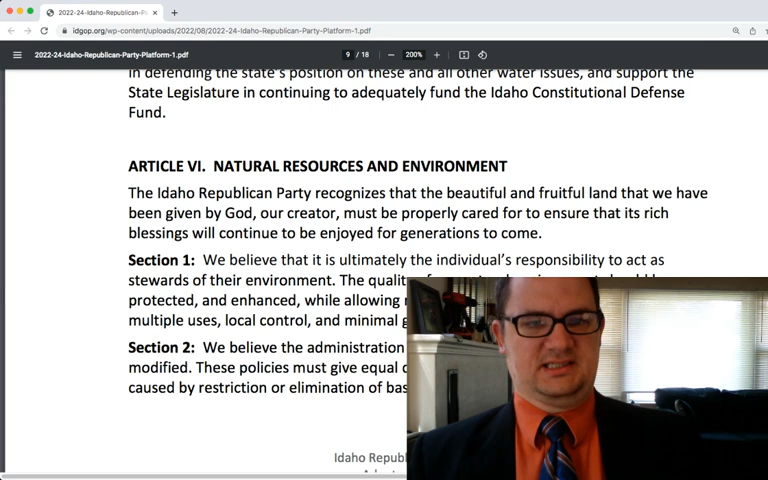 2022-24-Idaho-Republican-Pa
idgop.org/wp-content/uploads/2022/08/2022-24-Idaho-Republican-Party-Platform-1.pdf
2022-24-Idaho-Republican-Party-Platform-1.pdf
9 / 18
200%
in defending the state's position on these and all other water issues, and support the
State Legislature in continuing to adequately fund the Idaho Constitutional Defense
Fund.
ARTICLE VI. NATURAL RESOURCES AND ENVIRONMENT
The Idaho Republican Party recognizes that the beautiful and fruitful land that we have
been given by God, our creator, must be properly cared for to ensure that its rich
blessings will continue to be enjoyed for generations to come.
Section 1: We believe that it is ultimately the individual's responsibility to act as
stewards of their environment. The quality
protected, and enhanced, while allowing
multiple uses, local control, and minimal
Section 2: We believe the administration
modified. These policies must give equal
caused by restriction or elimination of bas
Idaho Republ